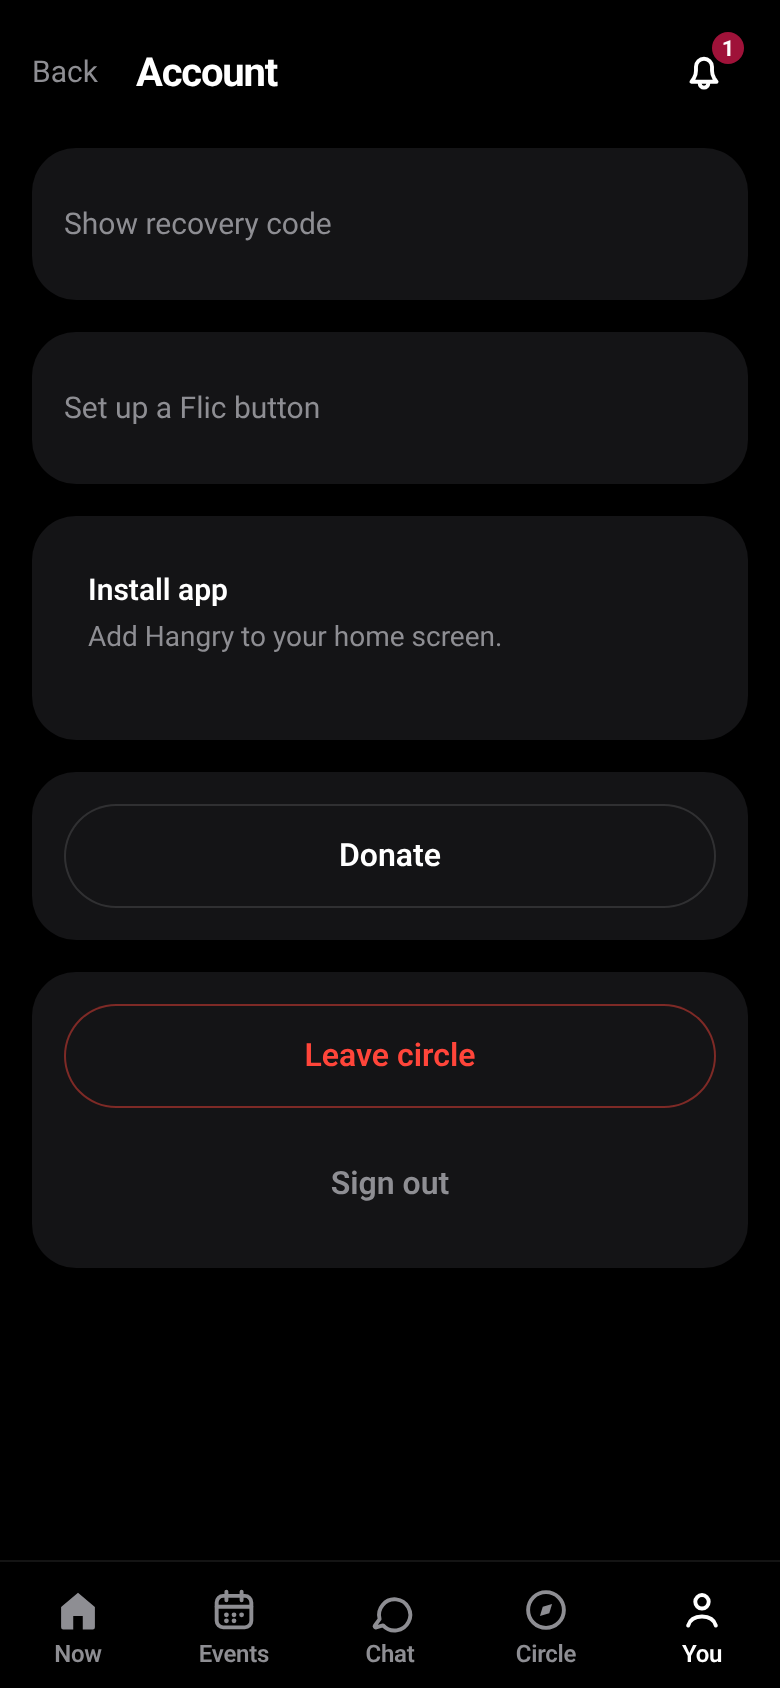 1
Back Account
Show recovery code
Set up a Flic button
Install app
Add Hangry to your home screen.
Donate
Leave circle
Sign out
Now Events Chat Circle You